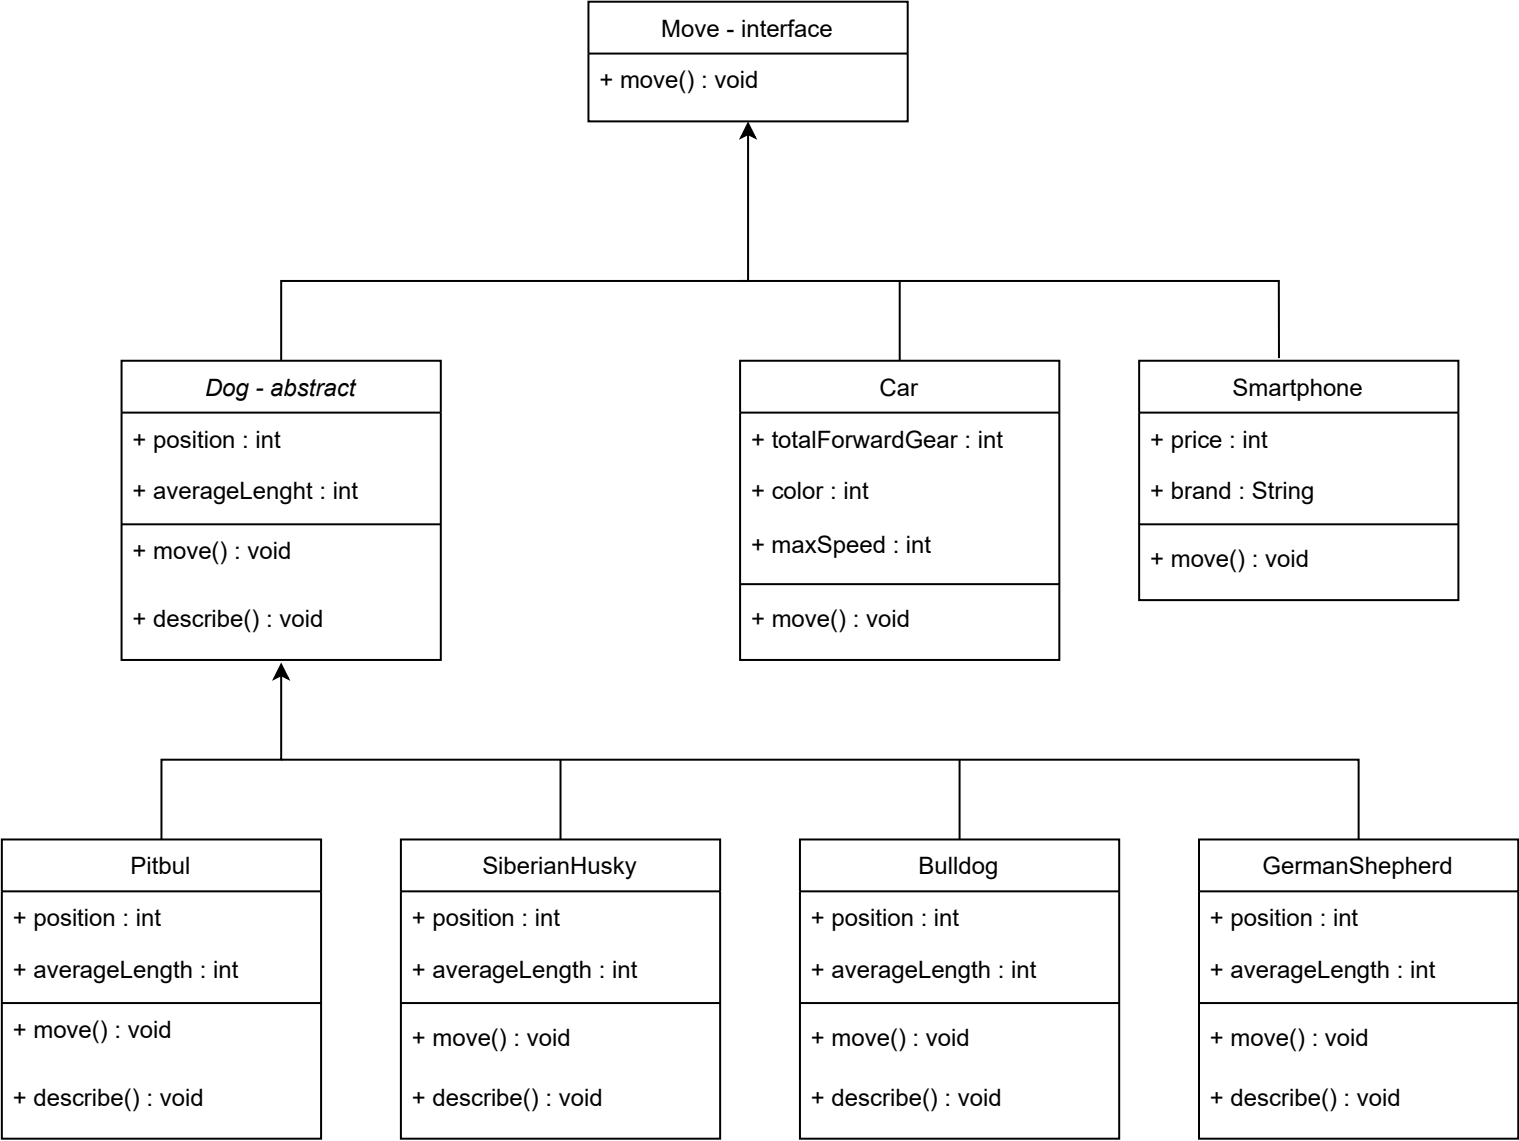 Move - interface
+ move() : void
Dog - abstract
+ position : int
+ averageLenght : int
+ move() : void
+ describe() : void
Car
+ totalForwardGear : int
+ color : int
+ maxSpeed : int
+ move() : void
Smartphone
+ price : int
+ brand : String
+ move() : void
Pitbul
+ position : int
+ averageLength : int
+ move() : void
+ describe() : void
SiberianHusky
+ position : int
+ averageLength : int
+ move() : void
+ describe() : void
Bulldog
+ position : int
+ averageLength : int
+ move() : void
+ describe() : void
GermanShepherd
+ position : int
+ averageLength : int
+ move() : void
+ describe() : void